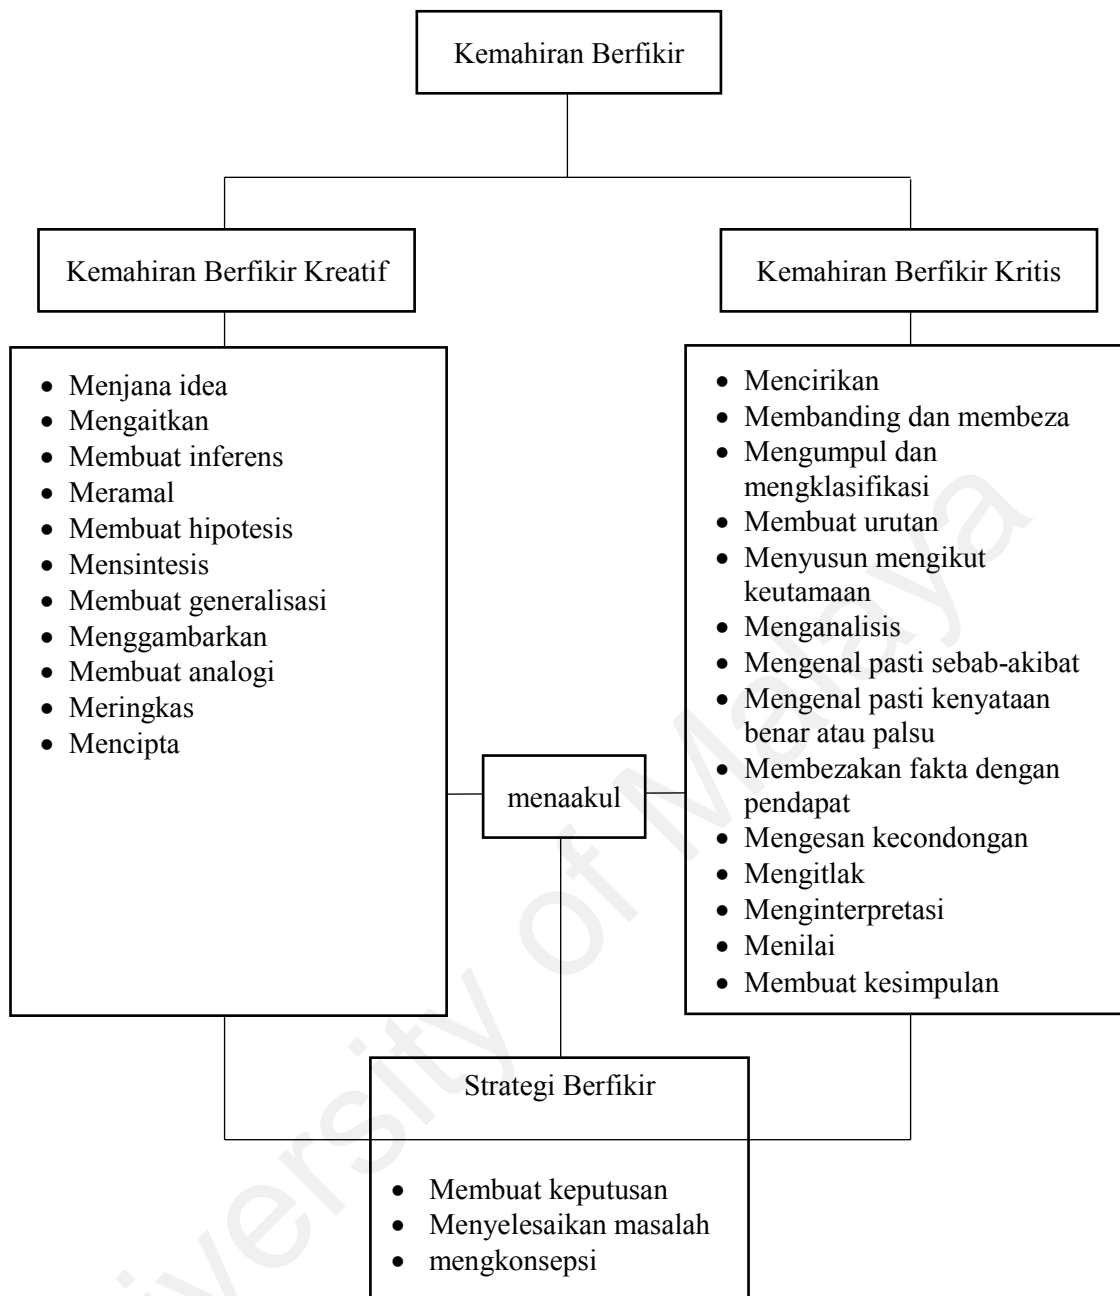 Kemahiran Berfikir
Kemahiran Berfikir Kreatif
Kemahiran Berfikir Kritis
• Menjana idea
• Mengaitkan
• Membuat inferens
• Meramal
• Membuat hipotesis
• Mensintesis
• Membuat generalisasi
• Menggambarkan
• Membuat analogi
• Meringkas
• Mencipta
• Mencirikan
• Membanding dan membeza
• Mengumpul dan
mengklasifikasi
• Membuat urutan
• Menyusun mengikut
keutamaan
• Menganalisis
• Mengenal pasti sebab-akibat
• Mengenal pasti kenyataan
benar atau palsu
• Membezakan fakta dengan
pendapat
• Mengesan kecondongan
• Mengitlak
• Menginterpretasi
• Menilai
• Membuat kesimpulan
menaakul
Strategi Berfikir
• Membuat keputusan
• Menyelesaikan masalah
• mengkonsepsi
versity of Malaya